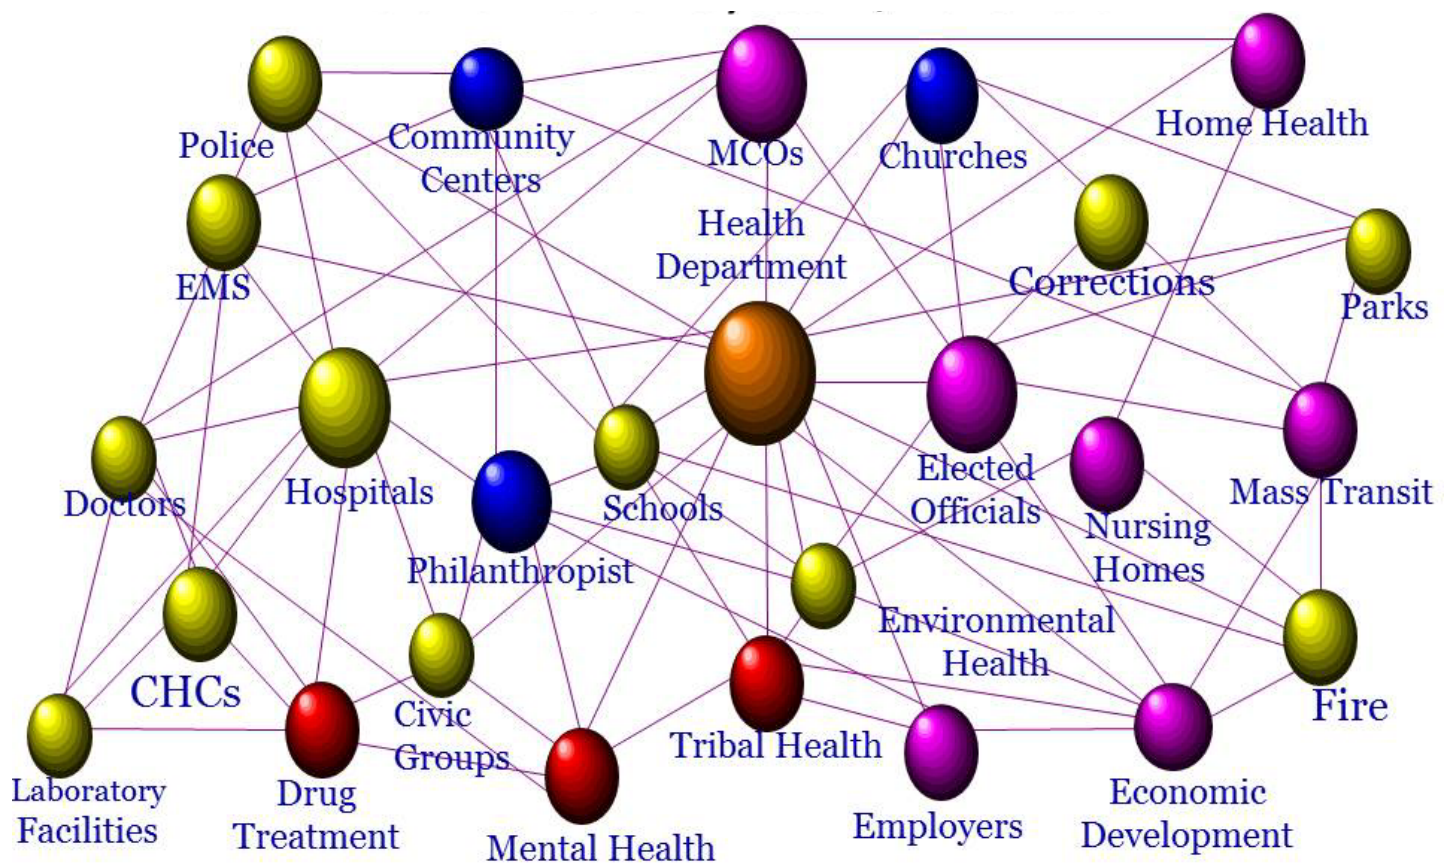 Police
Community
Centers
MCOs
Churches
Home Health
EMS
Health
Department
Corrections
Parks
Doctors
Hospitals
Philanthropist
Schools
Elected
Officials
Nursing
Homes
Mass Transit
CHCs
Civic
Groups
Environmental
Health
Tribal Health
Fire
Laboratory
Facilities
Drug
Treatment
Mental Health
Employers
Economic
Development